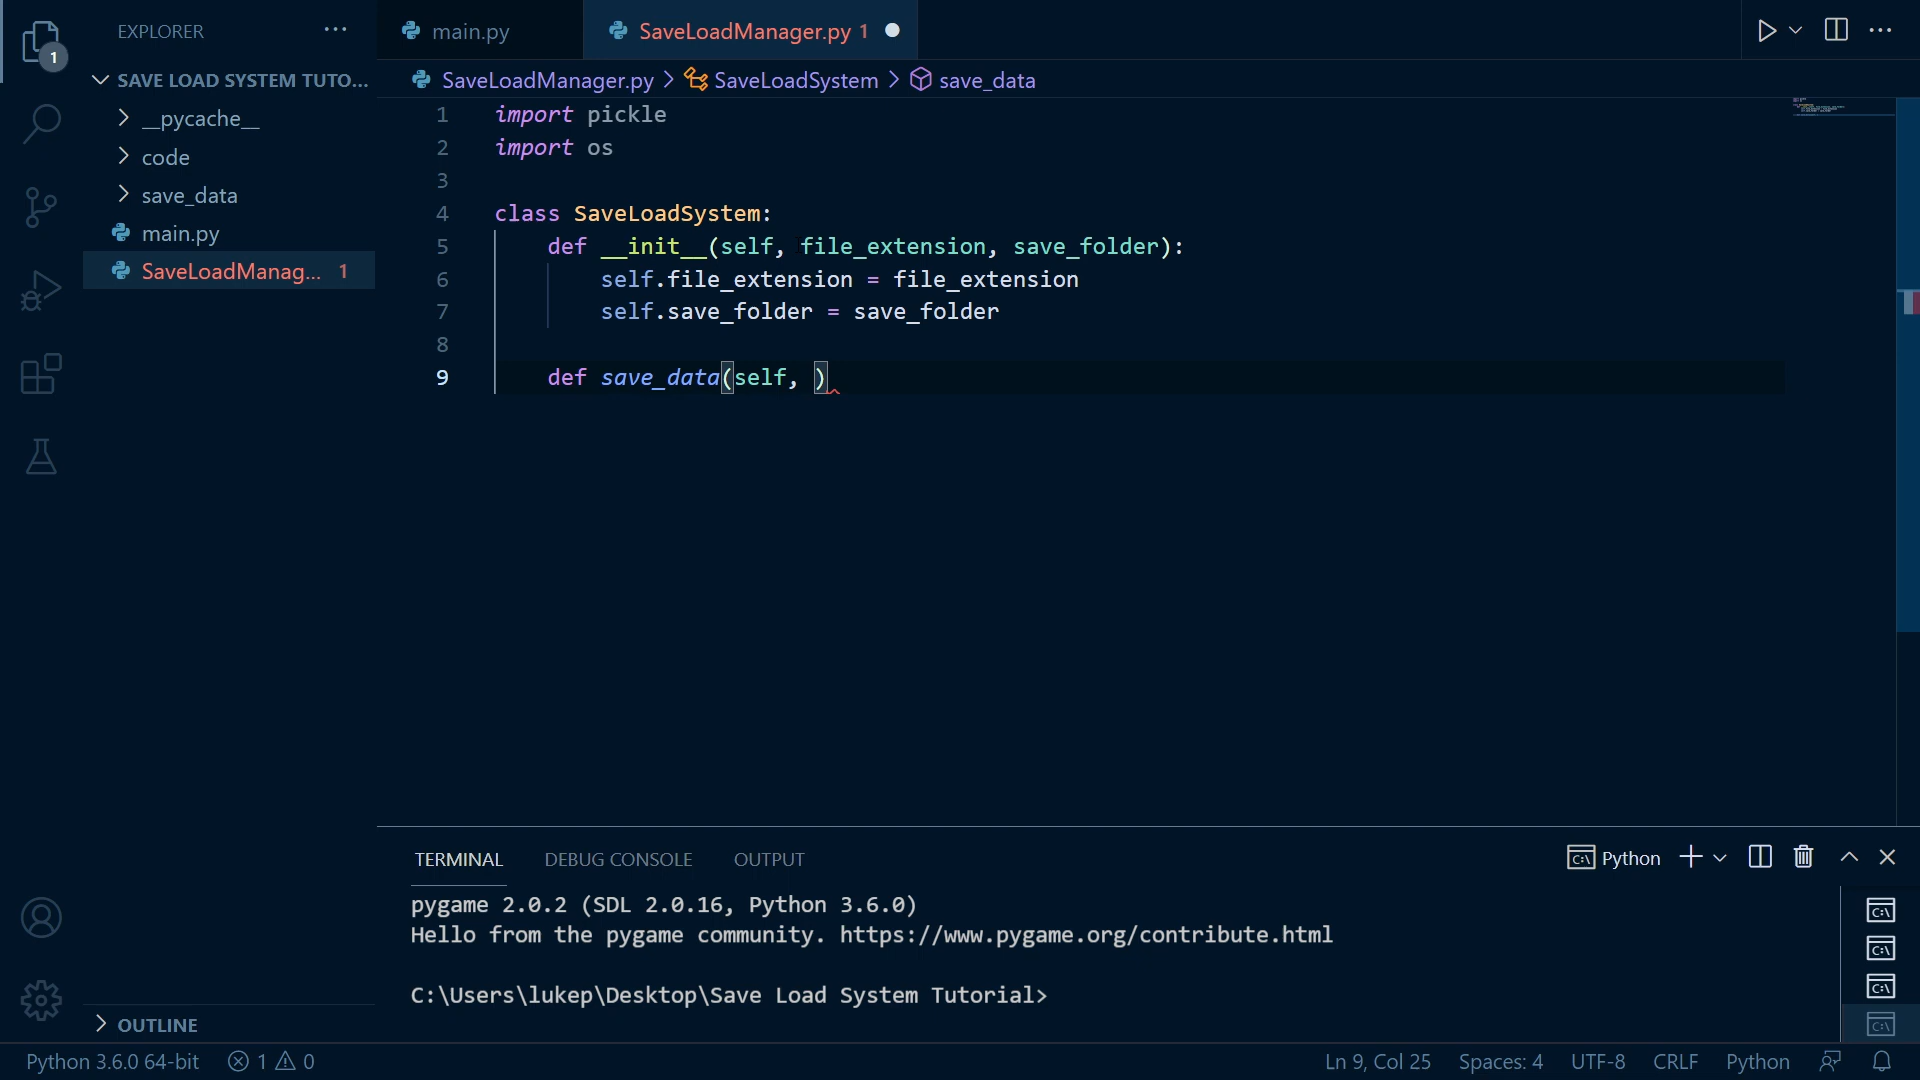 EXPLORER
main.py
SaveLoadManager.py 1
1
SAVE LOAD SYSTEM TUTO...
SaveLoadManager.py > SaveLoadSystem > save_data
__pycache__
code
save_data
main.py
SaveLoadManag... 1
1 import pickle
2 import os
3
4 class SaveLoadSystem:
5 def __init__(self, file_extension, save_folder):
6 self.file_extension = file_extension
7 self.save_folder = save_folder
8
9 def save_data(self, )
TERMINAL DEBUG CONSOLE OUTPUT
Python
pygame 2.0.2 (SDL 2.0.16, Python 3.6.0)
Hello from the pygame community. https://www.pygame.org/contribute.html
C:\Users\lukep\Desktop\Save Load System Tutorial>
OUTLINE
Python 3.6.0 64-bit 1 0 Ln 9, Col 25 Spaces: 4 UTF-8 CRLF Python